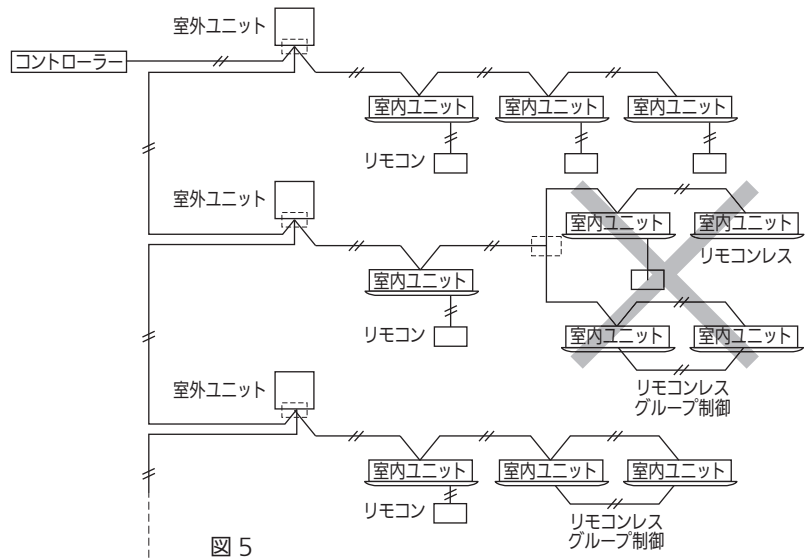 室外ユニット
コントローラー
室内ユニット
室内ユニット
室内ユニット
リモコン
室外ユニット
室内ユニット
室内ユニット
リモコンレス
室内ユニット
リモコン
室内ユニット
室内ユニット
リモコンレス
グループ制御
室外ユニット
室内ユニット
室内ユニット
室内ユニット
リモコン
リモコンレス
グループ制御
図 5